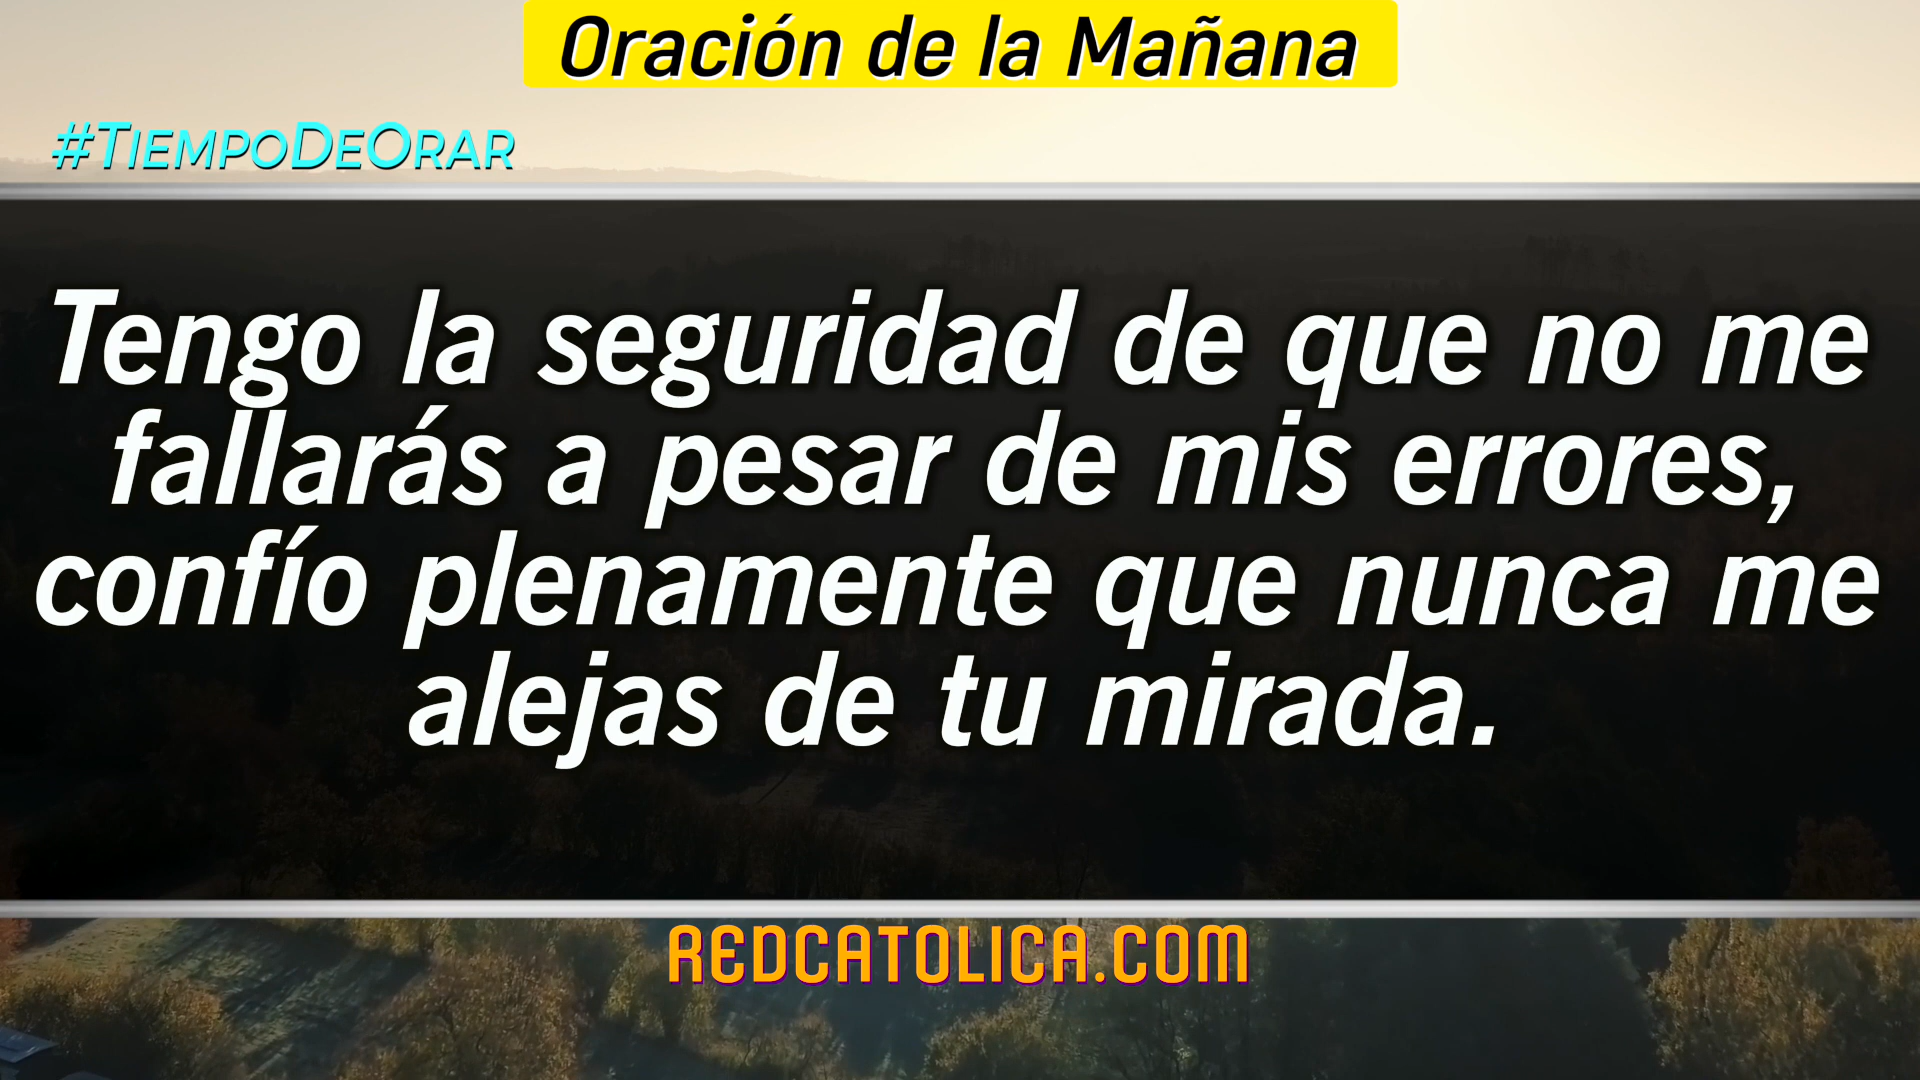 Oración de la Mañana
#TiempoDeOrar
Tengo la seguridad de que no me
fallarás a pesar de mis errores,
confío plenamente que nunca me
alejas de tu mirada.
REDCATOLICA.COM